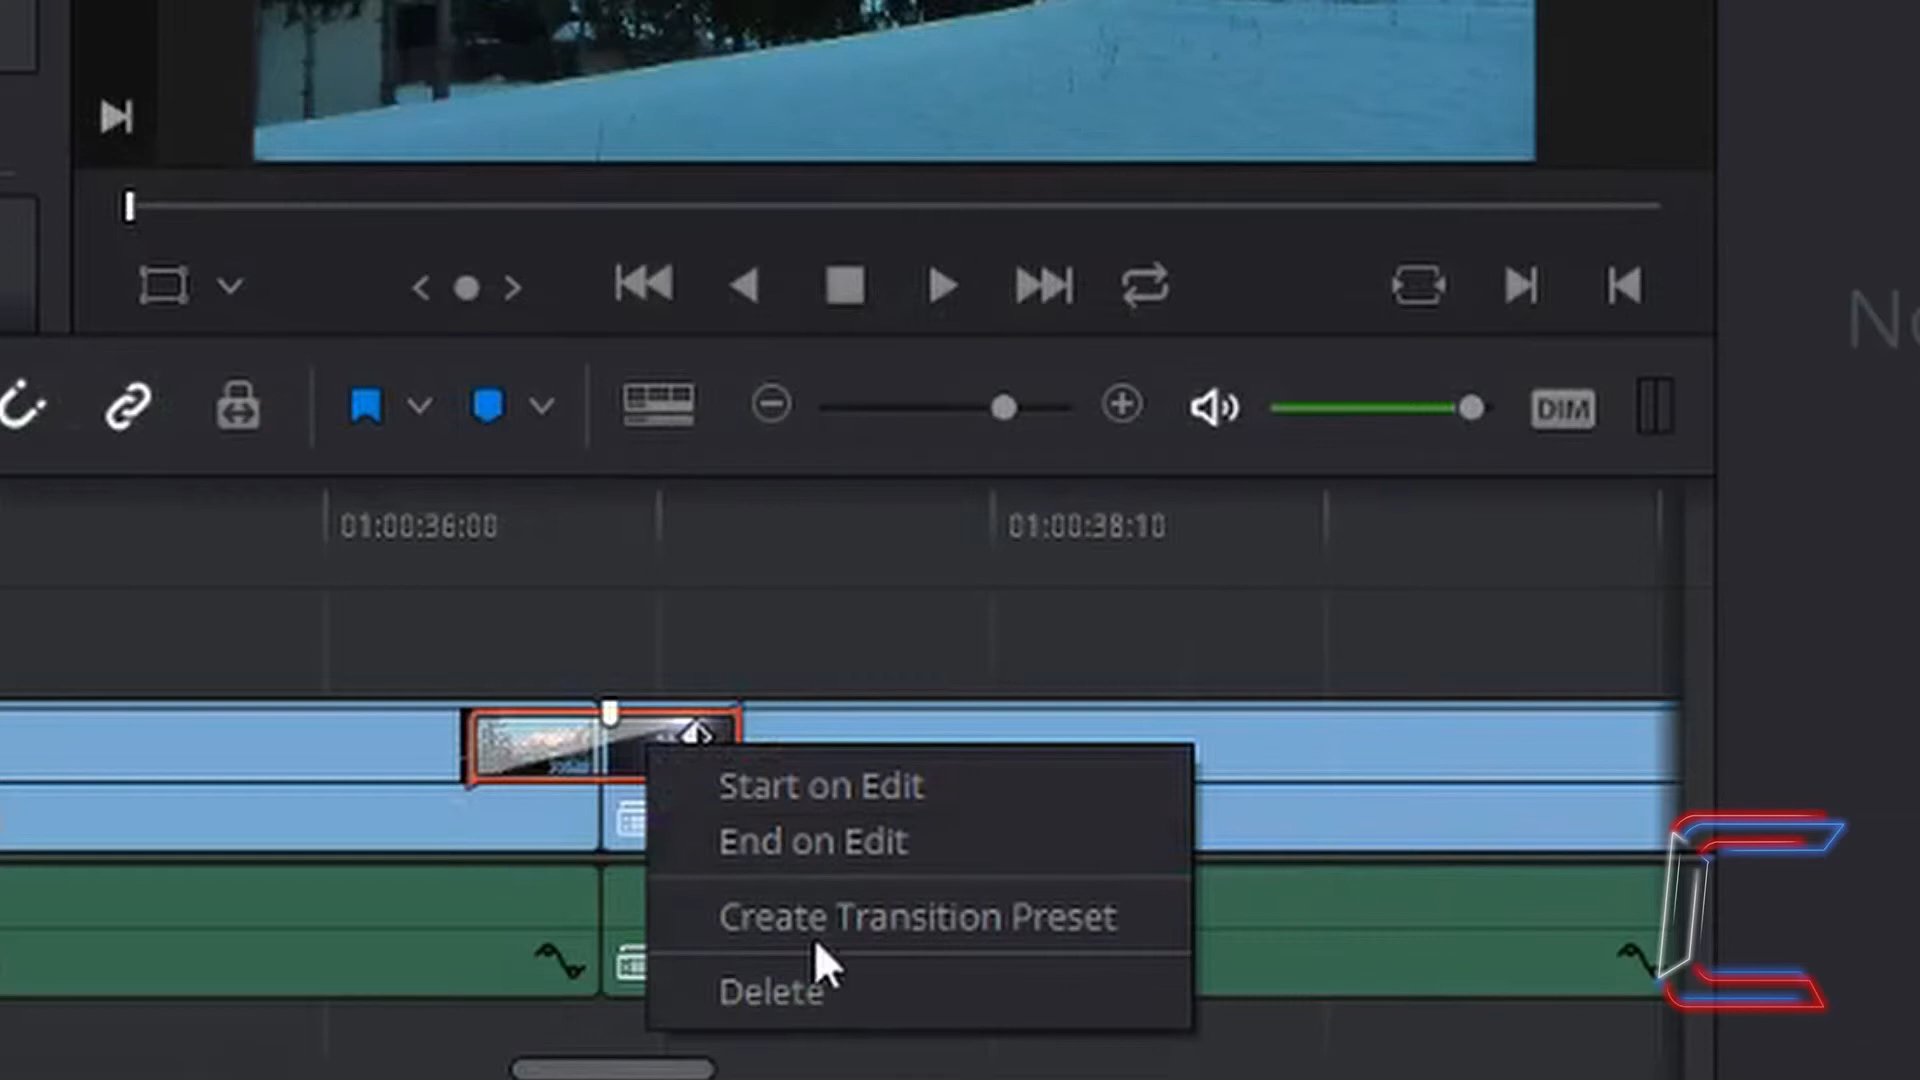 No
DIM
01:00:36:00
01:00:38:10
Start on Edit
End on Edit
Create Transition Preset
Delete